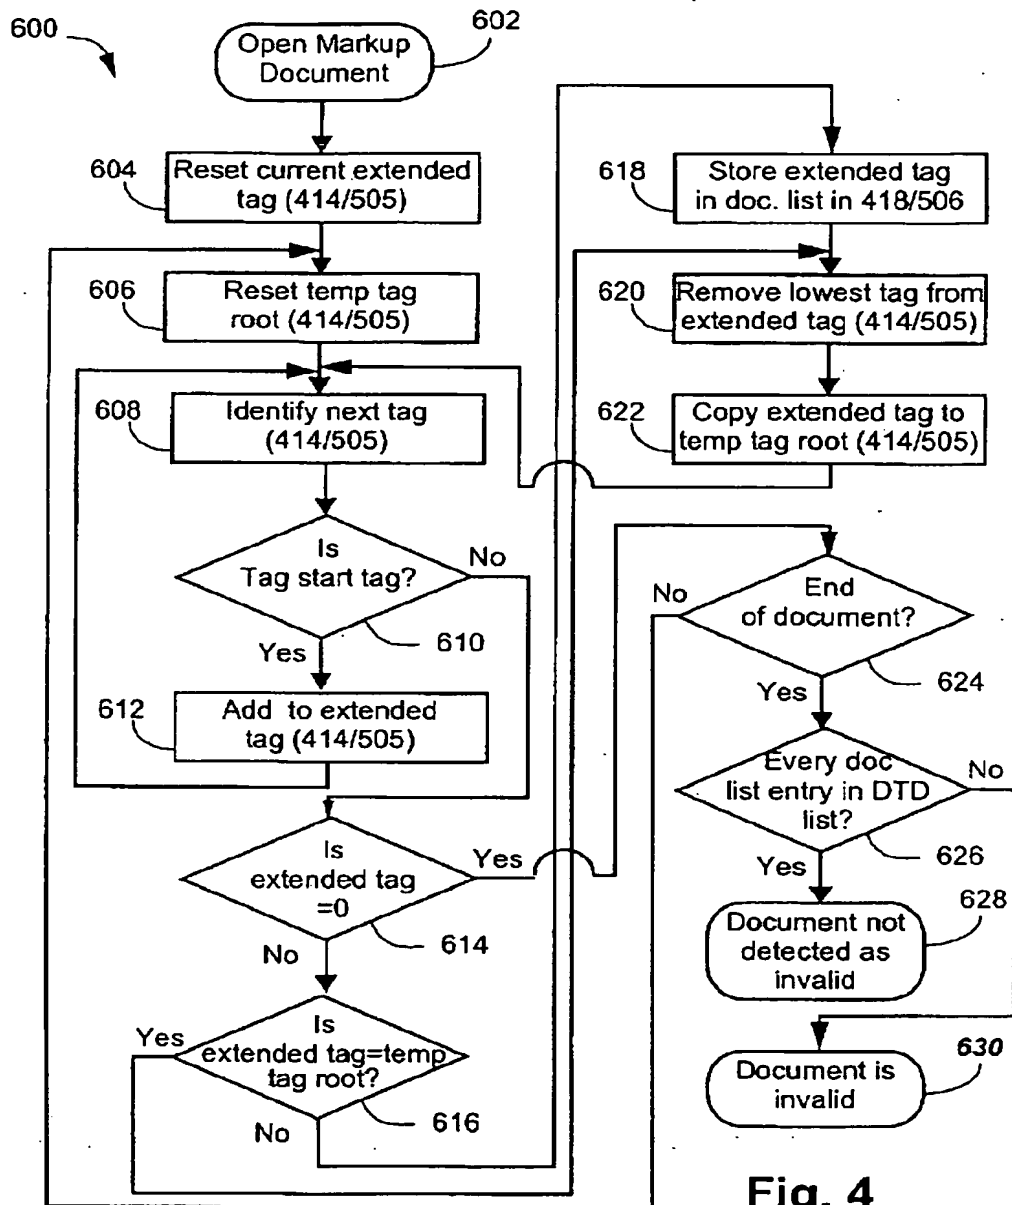 600
602
Open Markup
Document
604
Reset current extended
tag (414/505)
606
Reset temp tag
root (414/505)
608
Identify next tag
(414/505)
Is
Tag start tag?
No
610
Yes
612
Add to extended
tag (414/505)
Is
extended tag
=0
Yes
614
No
Is
extended tag=temp
tag root?
Yes
616
No
618
Store extended tag
in doc. list in 418/506
620
Remove lowest tag from
extended tag (414/505)
622
Copy extended tag to
temp tag root (414/505)
End
of document?
No
624
Yes
Every doc
list entry in DTD
list?
No
626
Yes
628
Document not
detected as
invalid
630
Document is
invalid
Fig. 4